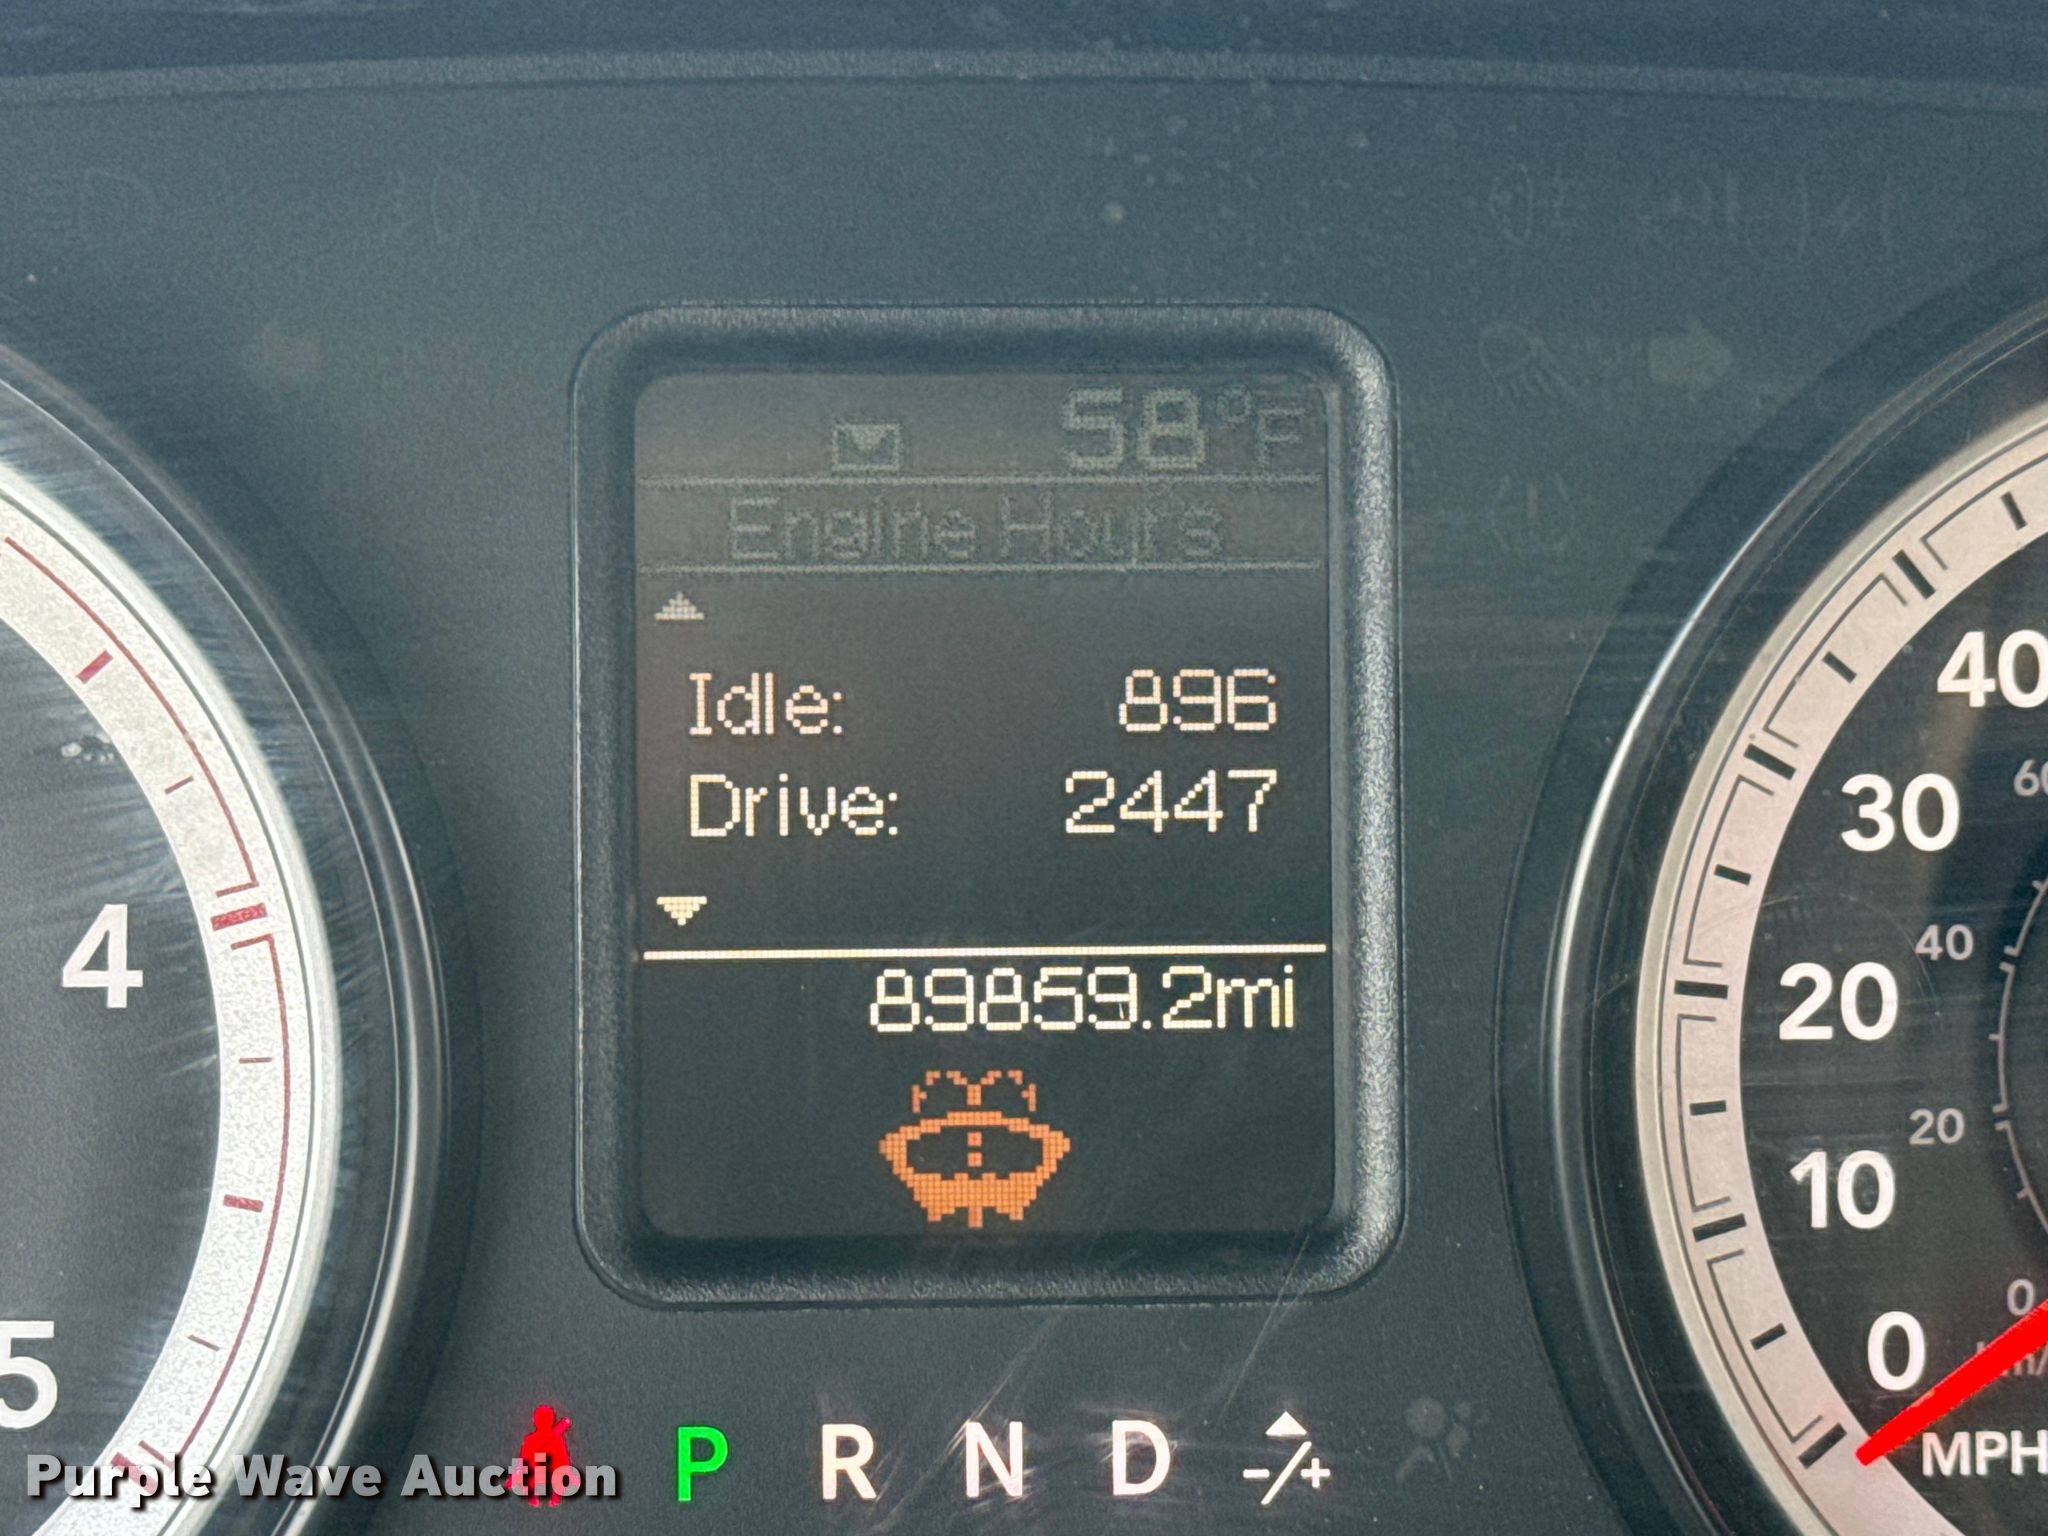 58°F
Engine Hours
Idle: 896
Drive: 2447
89859.2mi
4
5
40
30
20
10
0
60
40
20
0
MPH
P R N D -/+
Purple Wave Auction